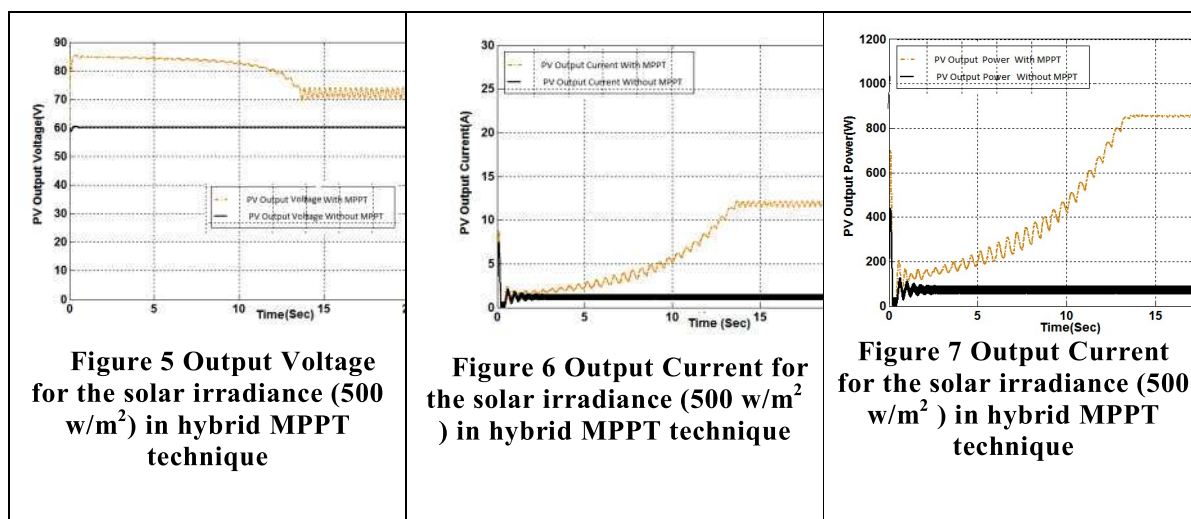 90
80
70
60
50
40
30
20
10
0
PV Output Voltage(V)
PV Output Voltage With MPPT
PV Output Voltage Without MPPT
0
5
10
15
2
Time(Sec)
Figure 5 Output Voltage
for the solar irradiance (500
w/m²) in hybrid MPPT
technique
30
25
20
15
10
5
0
PV Output Current(A)
PV Output Current With MPPT
PV Output Current Without MPPT
0
5
10
15
Time (Sec)
Figure 6 Output Current for
the solar irradiance (500 w/m²
) in hybrid MPPT technique
1200
1000
800
600
400
200
0
PV Output Power(W)
PV Output Power With MPPT
PV Output Power Without MPPT
0
5
10
15
Time(Sec)
Figure 7 Output Current
for the solar irradiance (500
w/m² ) in hybrid MPPT
technique